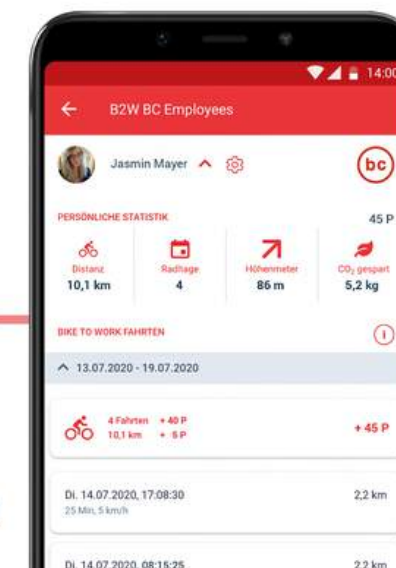 14:00
B2W BC Employees
Jasmin Mayer
bc
PERSÖNLICHE STATISTIK
45 P
Distanz
10,1 km
Radltage
4
Höhenmeter
86 m
CO₂ gespart
5,2 kg
BIKE TO WORK FAHRTEN
i
13.07.2020 - 19.07.2020
4 Fahrten + 40 P
10,1 km + 5 P
+ 45 P
Di. 14.07.2020, 17:08:30
2,2 km
25 Min, 5 km/h
Di. 14.07.2020, 08:15:25
2,2 km